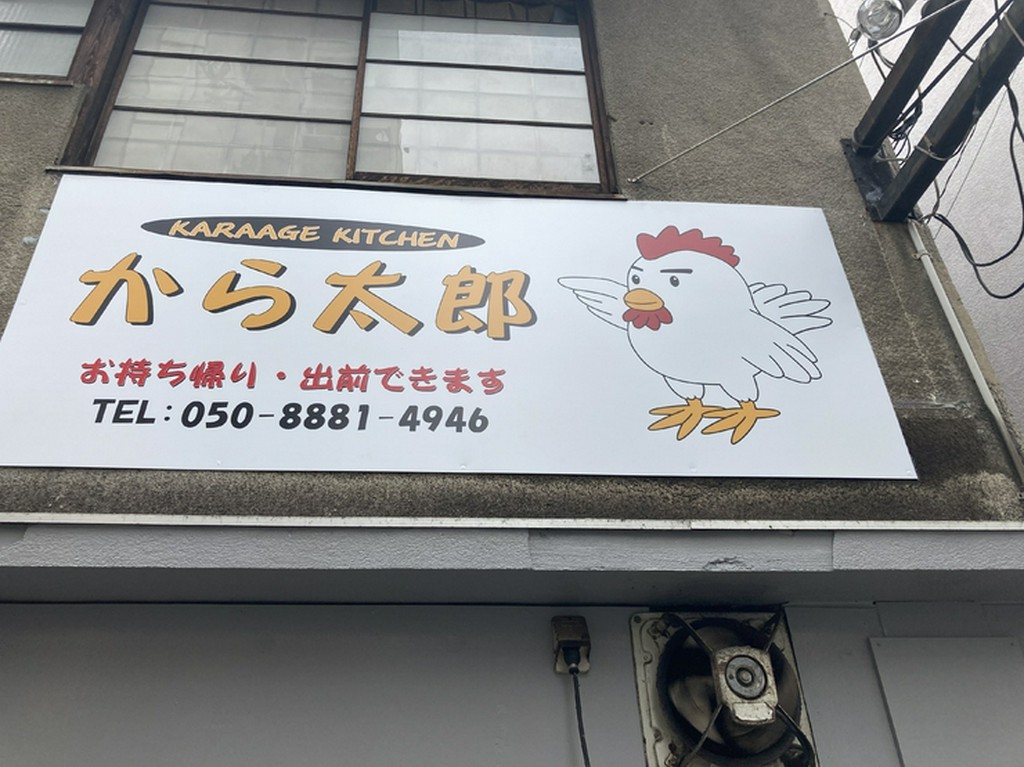 KARAAGE KITCHEN
から太郎
お持ち帰り・出前できます
TEL:050-8881-4946